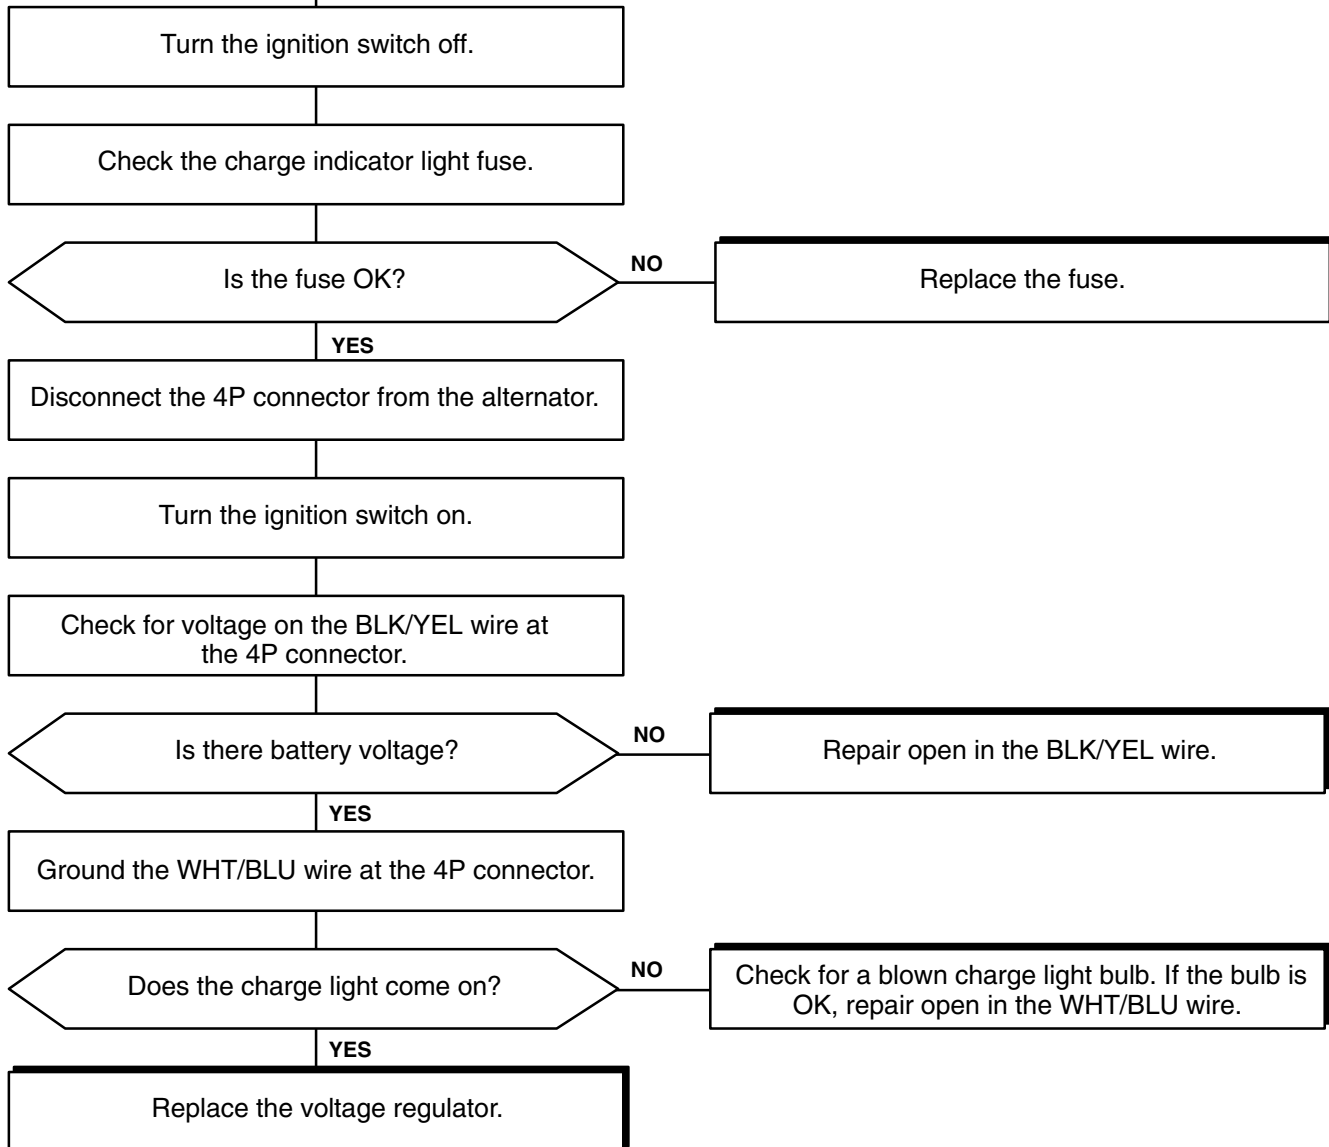 Turn the ignition switch off.
Check the charge indicator light fuse.
Is the fuse OK?
NO
Replace the fuse.
YES
Disconnect the 4P connector from the alternator.
Turn the ignition switch on.
Check for voltage on the BLK/YEL wire at
the 4P connector.
Is there battery voltage?
NO
Repair open in the BLK/YEL wire.
YES
Ground the WHT/BLU wire at the 4P connector.
Does the charge light come on?
NO
Check for a blown charge light bulb. If the bulb is
OK, repair open in the WHT/BLU wire.
YES
Replace the voltage regulator.